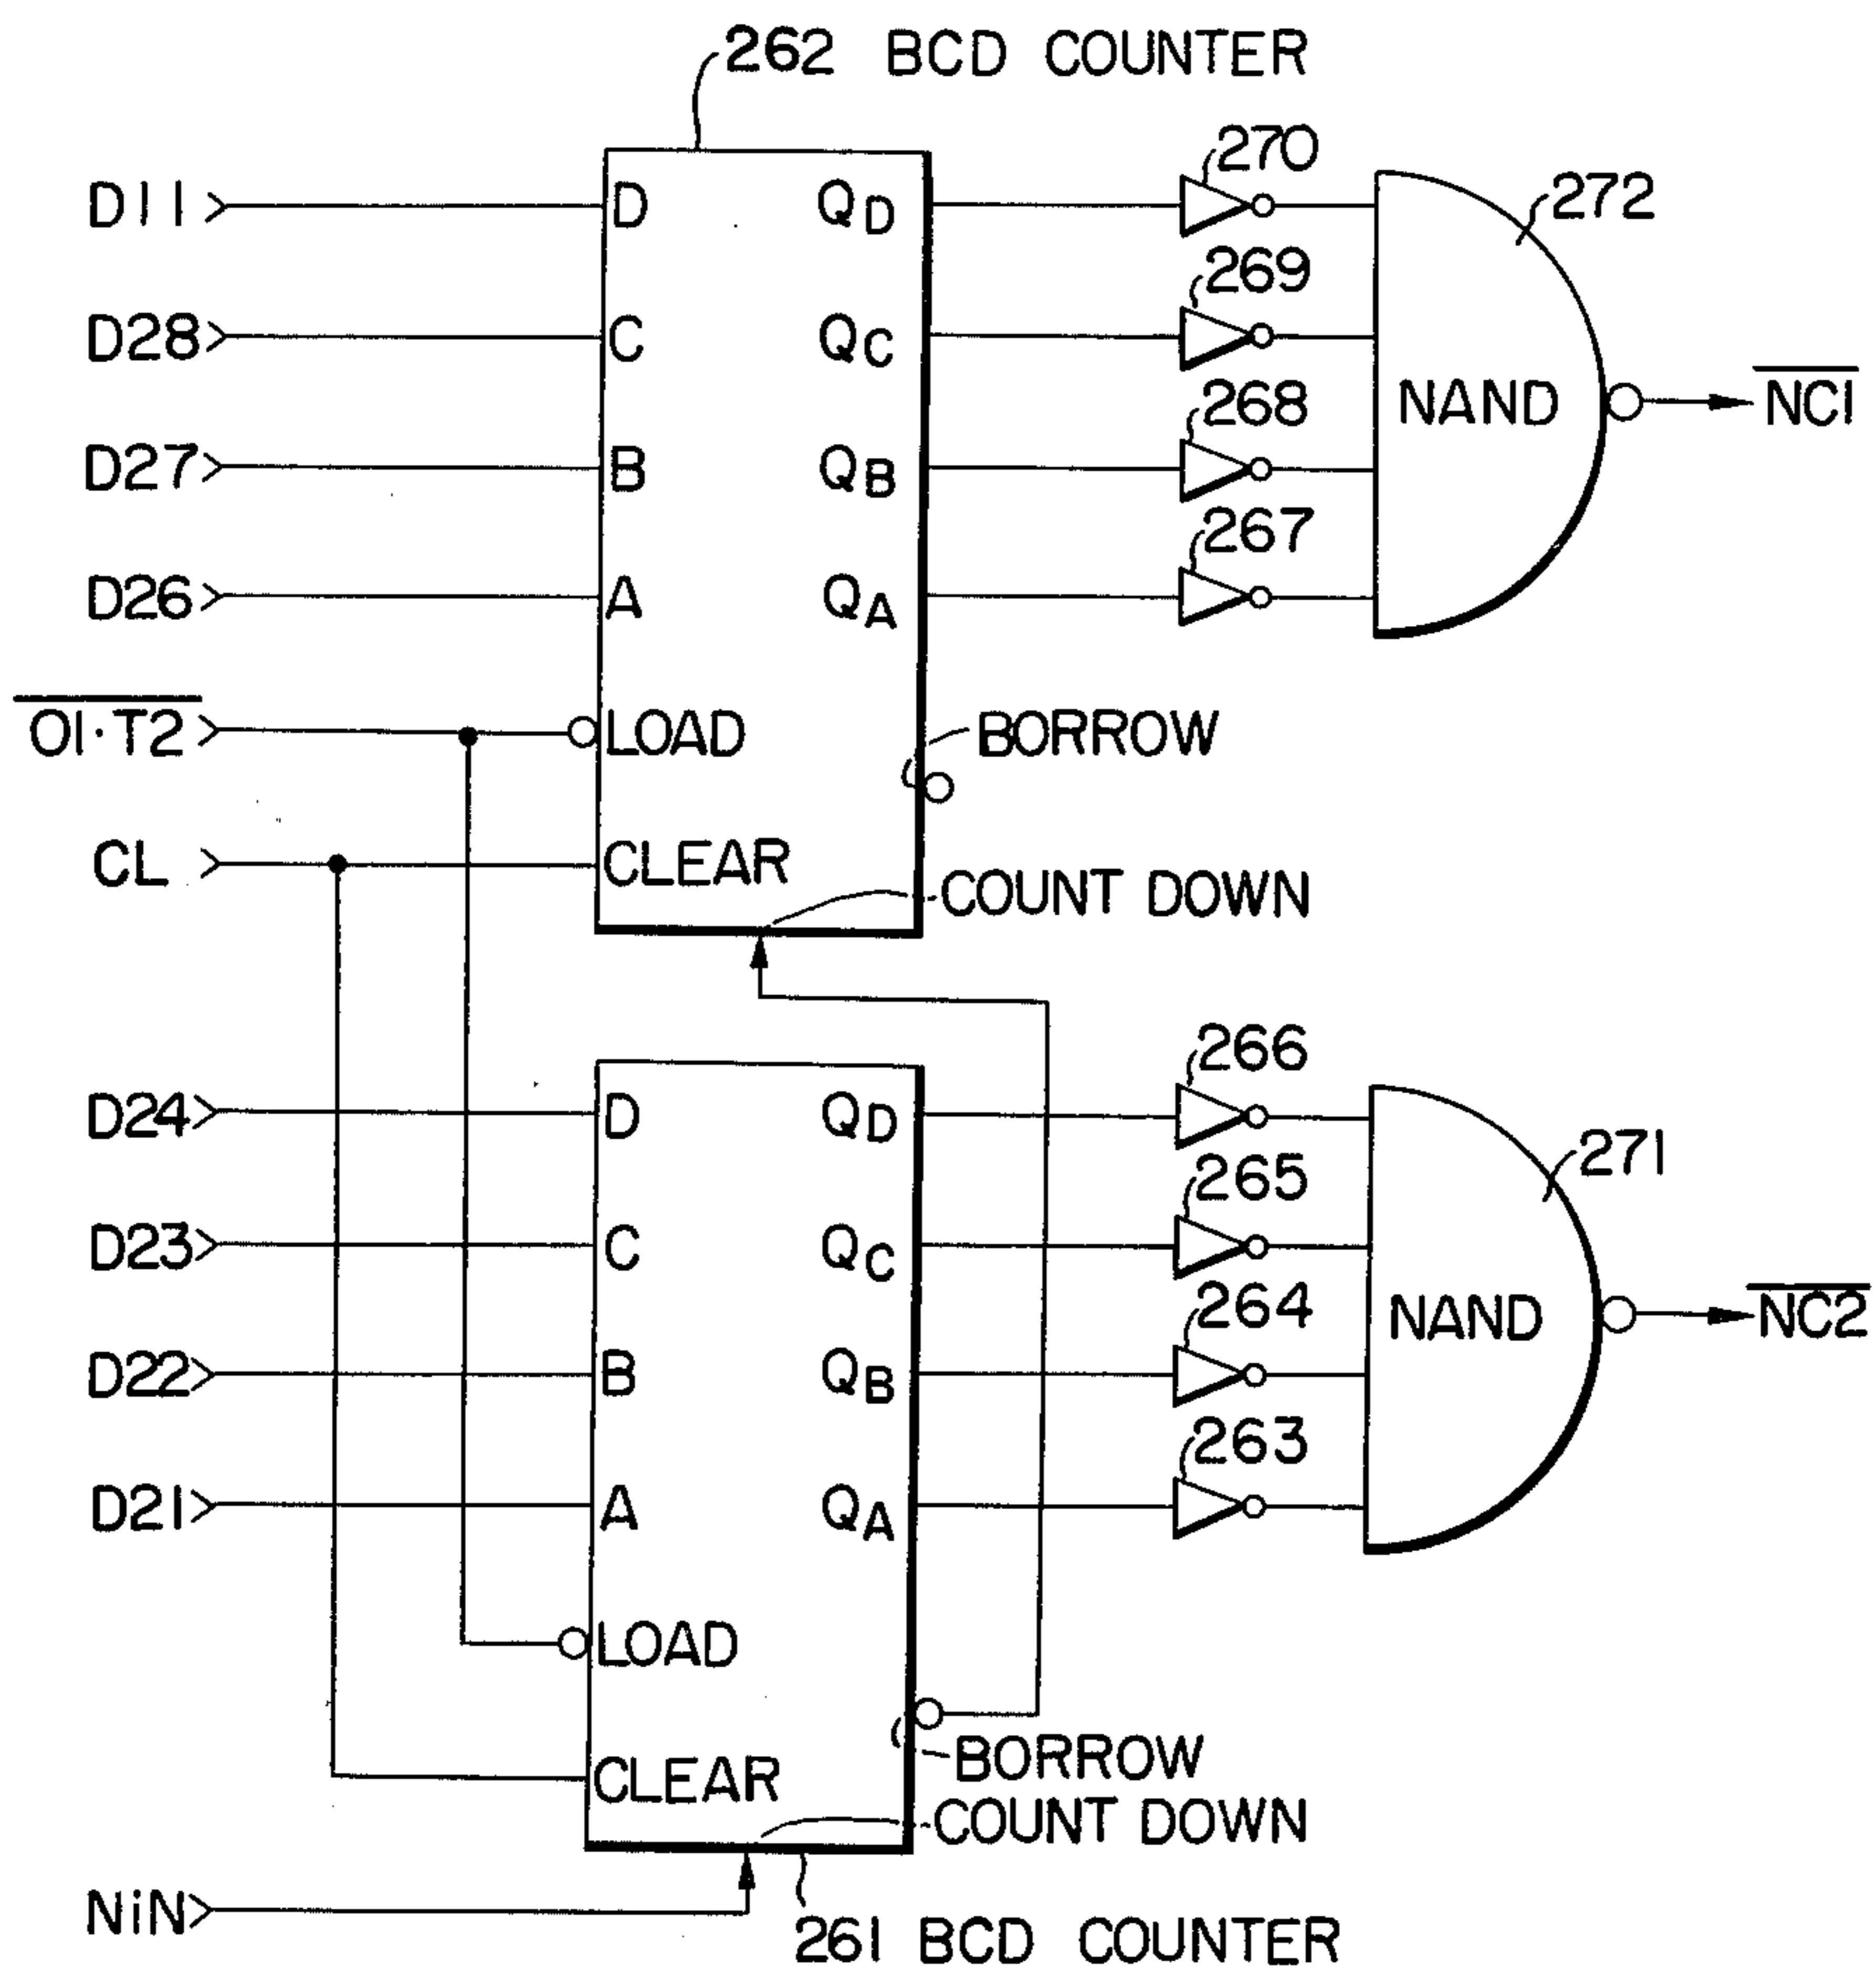 262 BCD COUNTER
270
D11 D QD
272
269
D28 C QC
268
NAND NC1
D27 B QB
267
D26 A QA
O1·T2 LOAD BORROW
CL CLEAR
COUNT DOWN
266
D24 D QD
271
265
D23 C QC
264
NAND NC2
D22 B QB
263
D21 A QA
LOAD
BORROW
CLEAR
COUNT DOWN
NiN
261 BCD COUNTER